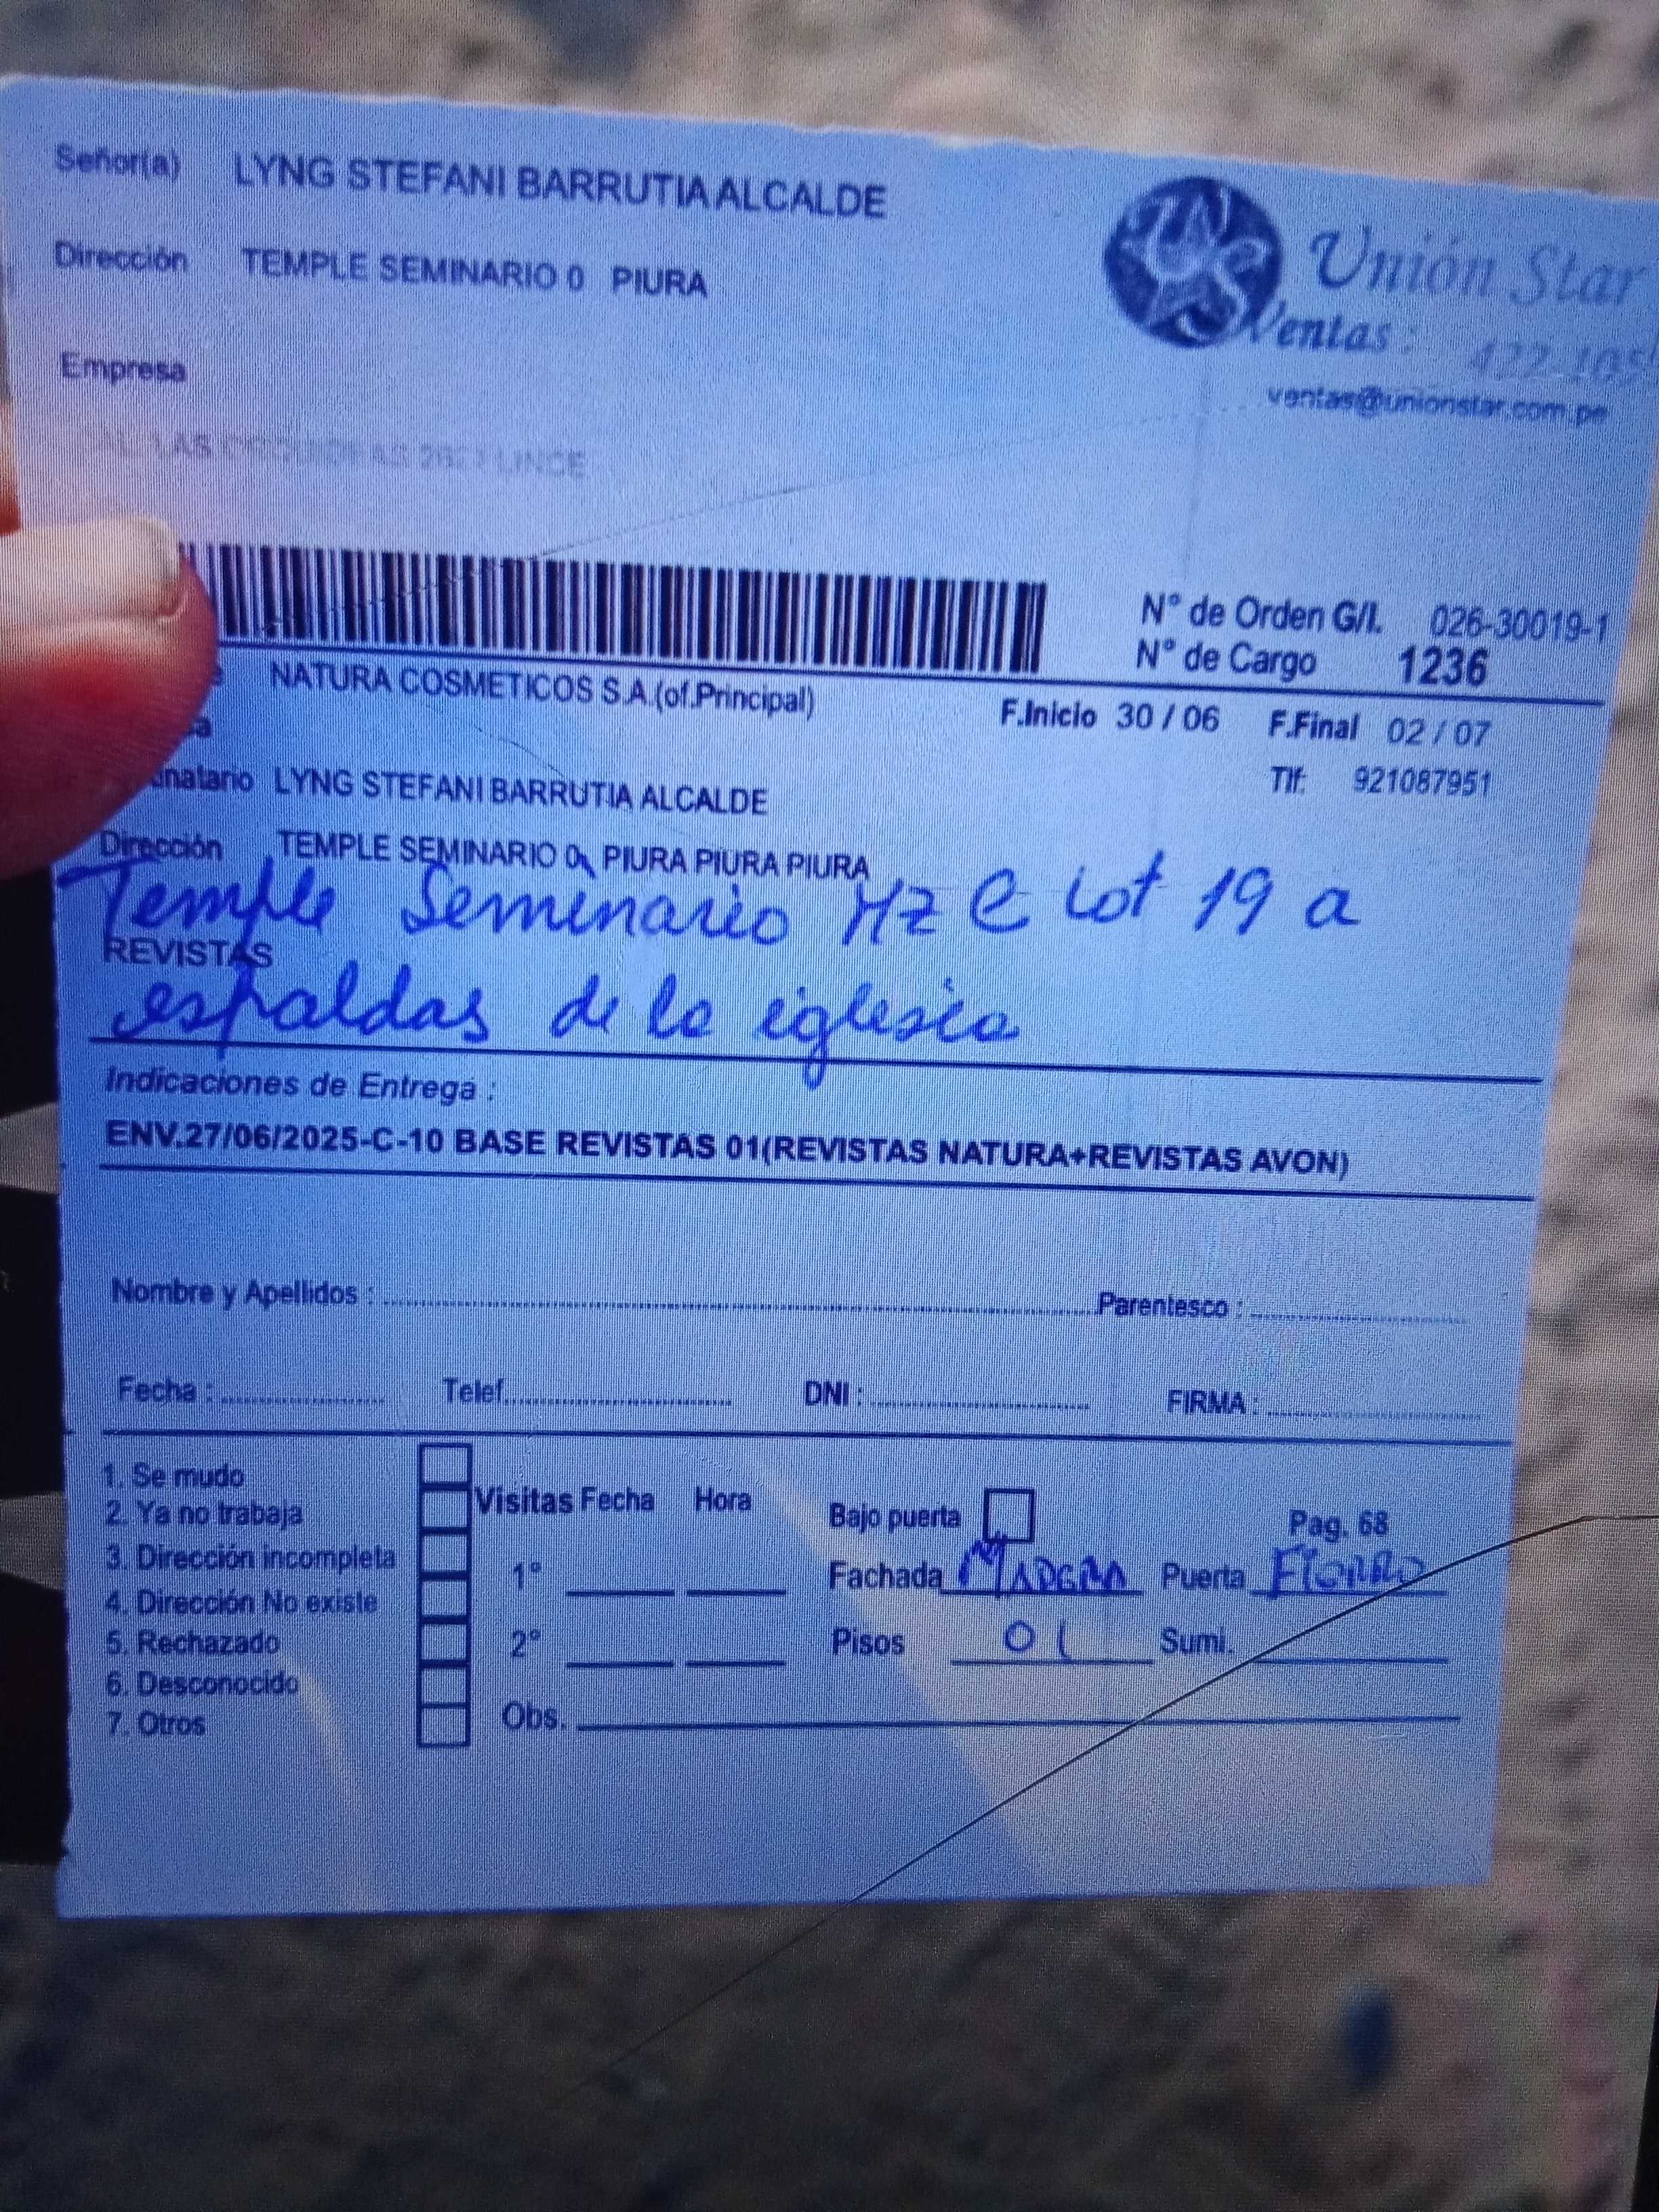 Señor(a) LYNG STEFANI BARRUTIA ALCALDE
Dirección TEMPLE SEMINARIO 0 PIURA
Unión Star
Ventas :
ventas@unionstar.com.pe
Empresa
LAS LINCE
N° de Orden G/I. 026-30019-1
N° de Cargo 1236
NATURA COSMETICOS S.A.(of.Principal)
F.Inicio 30 / 06 F.Final 02 / 07
Tlf: 921087951
natario LYNG STEFANI BARRUTIA ALCALDE
Dirección TEMPLE SEMINARIO 0, PIURA PIURA PIURA
Temple Seminario Mz C Lot 19 a
REVISTAS
espaldas de la iglesia
Indicaciones de Entrega :
ENV.27/06/2025-C-10 BASE REVISTAS 01(REVISTAS NATURA+REVISTAS AVON)
Nombre y Apellidos : Parentesco :
Fecha : Telef. DNI : FIRMA :
1. Se mudo
2. Ya no trabaja
3. Dirección incompleta
4. Dirección No existe
5. Rechazado
6. Desconocido
7. Otros
Visitas Fecha Hora
1°
2°
Obs.
Bajo puerta Pag. 68
Fachada MADERA Puerta FIERRO
Pisos 01 Sumi.